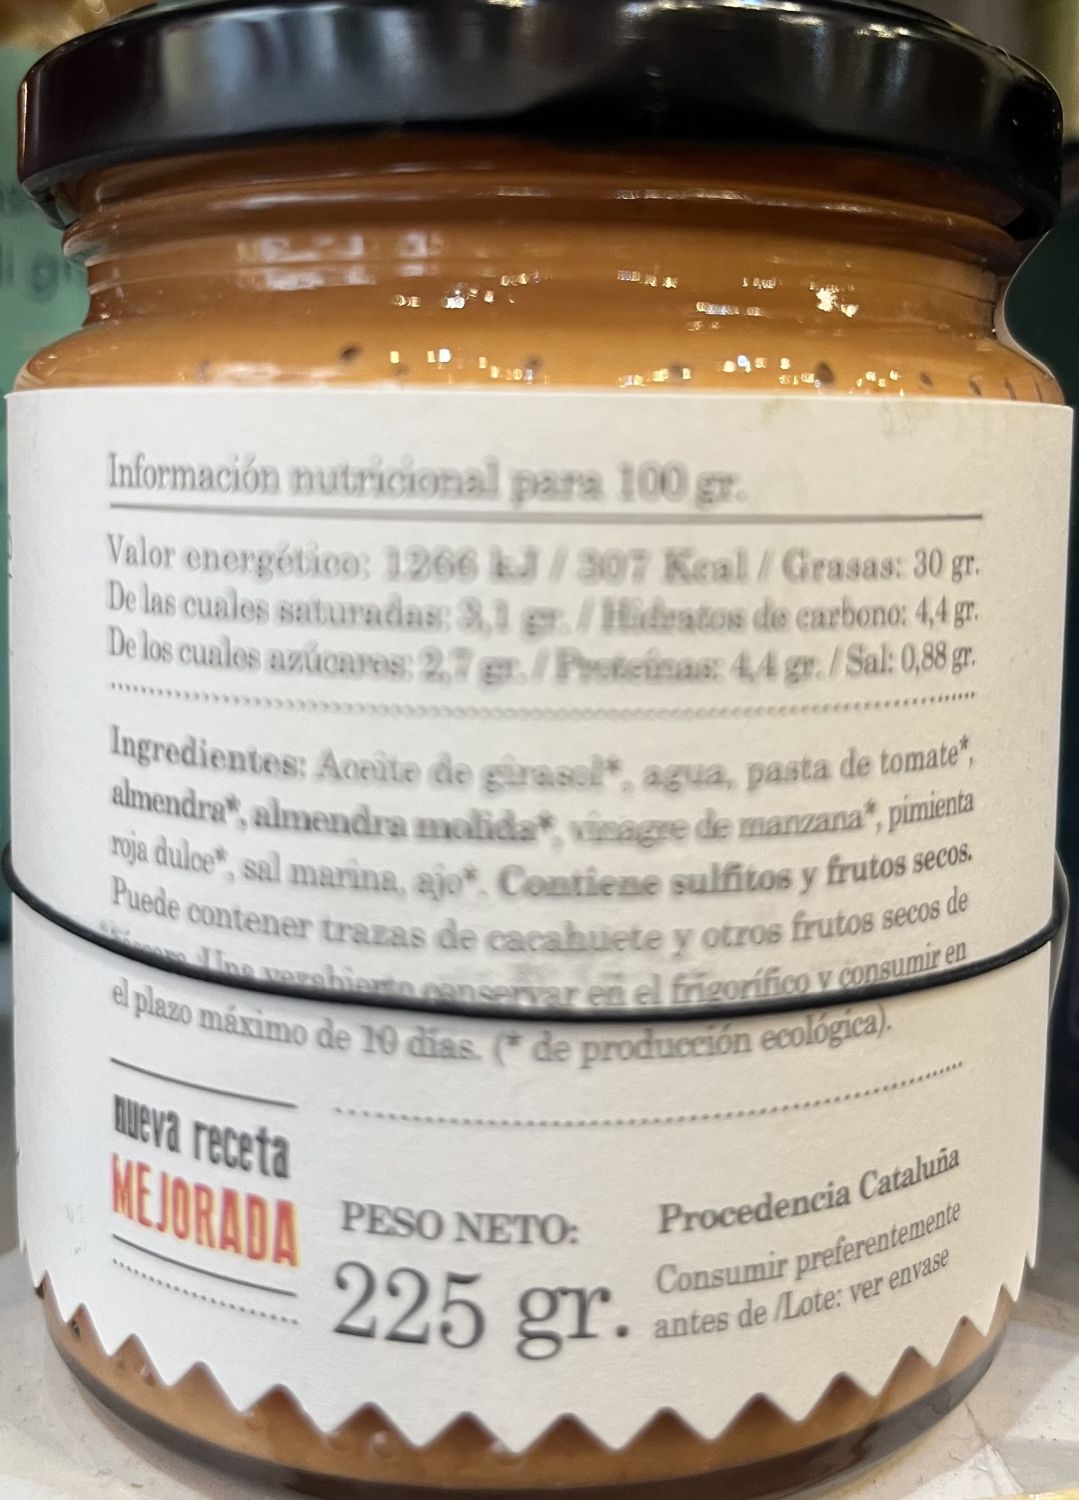 Información nutricional para 100 gr.
Valor energético: 1266 kJ / 307 Kcal / Grasas: 30 gr.
De las cuales saturadas: 3,1 gr. / Hidratos de carbono: 4,4 gr.
De los cuales azúcares: 2,7 gr. / Proteínas: 4,4 gr. / Sal: 0,88 gr.
Ingredientes: Aceite de girasol*, agua, pasta de tomate*,
almendra*, almendra molida*, vinagre de manzana*, pimienta
roja dulce*, sal marina, ajo*. Contiene sulfitos y frutos secos.
Puede contener trazas de cacahuete y otros frutos secos de
Una vez abierto conservar en el frigorífico y consumir en
el plazo máximo de 10 días. (* de producción ecológica).
nueva receta
MEJORADA
PESO NETO:
225 gr.
Procedencia Cataluña
Consumir preferentemente
antes de /Lote: ver envase